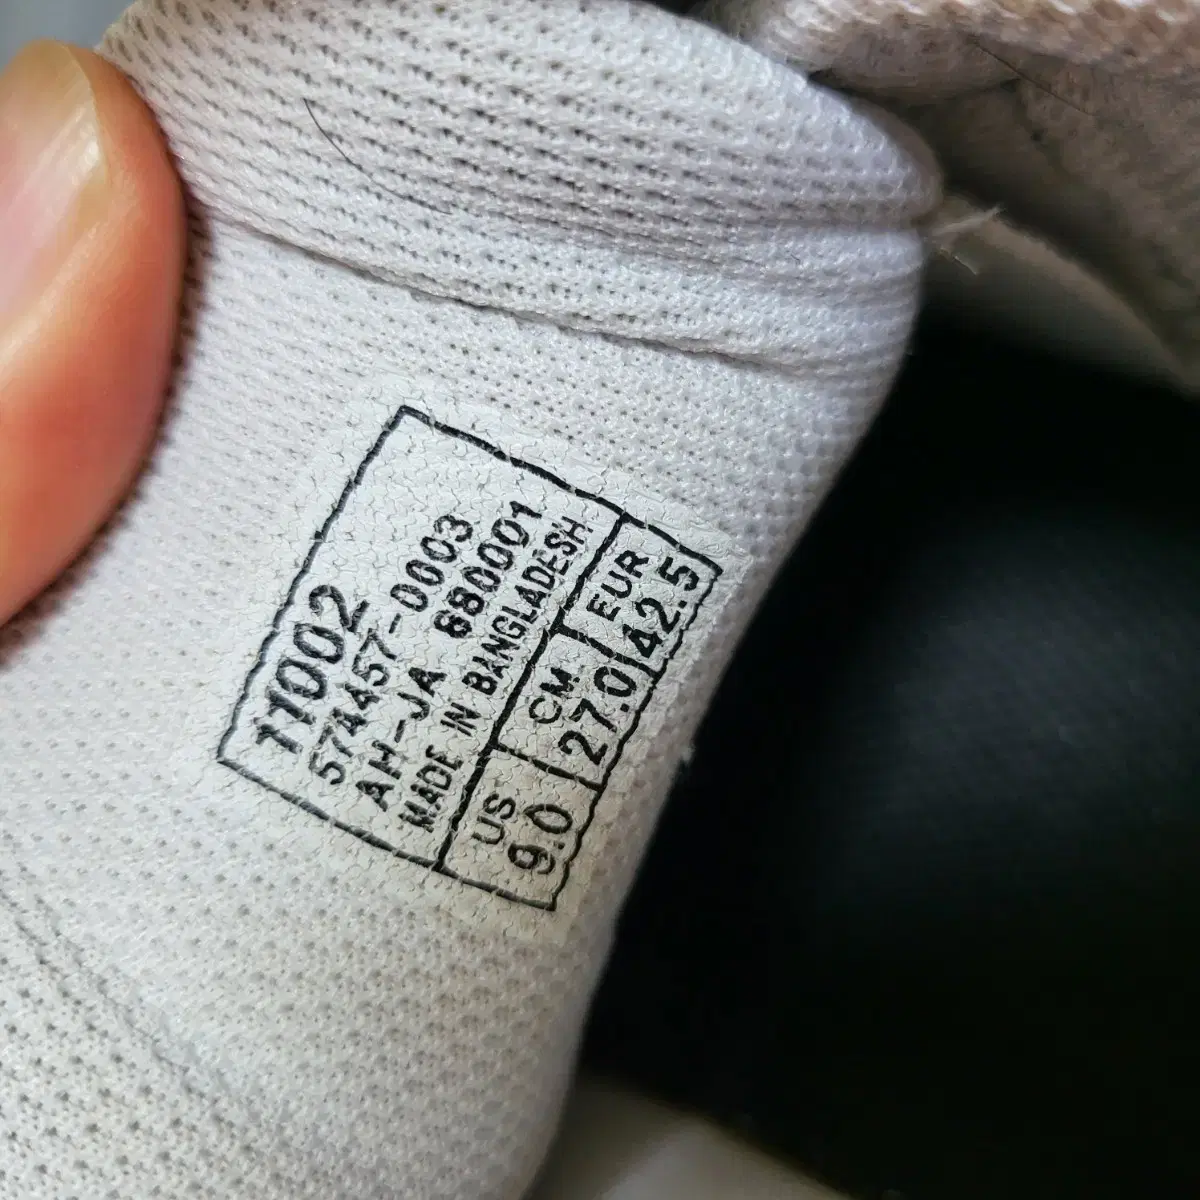 11002
574457-0003
AH-JA 680001
MADE IN BANGLADESH
US CM EUR
9.0 27.0 42.5